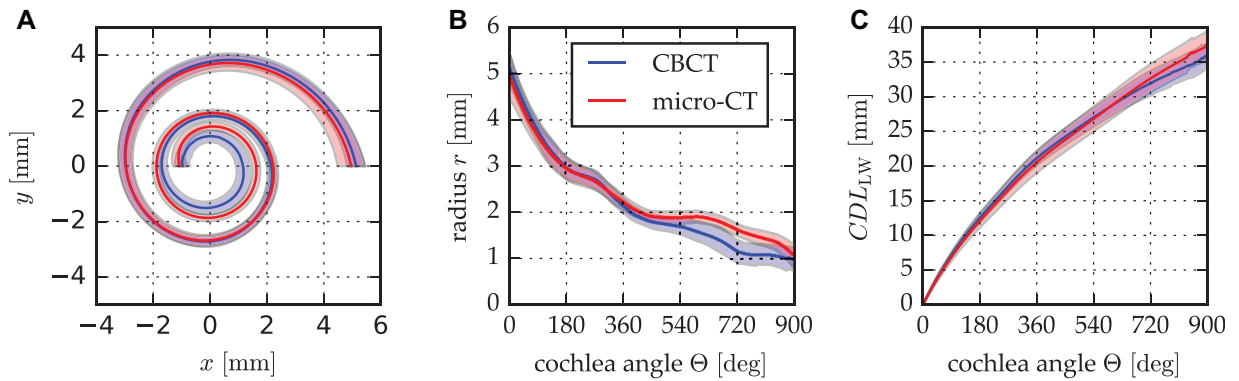 A
4
2
0
−2
−4
−4 −2 0 2 4 6
y [mm]
x [mm]
B
6
5
4
3
2
1
0
0 180 360 540 720 900
radius r [mm]
cochlea angle Θ [deg]
CBCT
micro-CT
C
40
35
30
25
20
15
10
5
0
0 180 360 540 720 900
CDL_LW [mm]
cochlea angle Θ [deg]